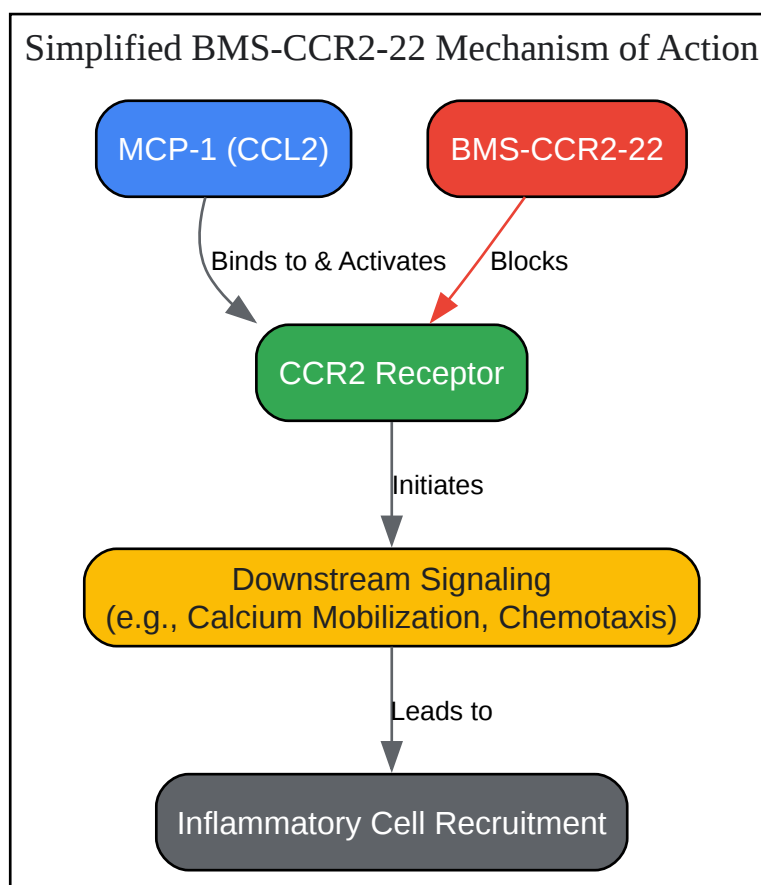 Simplified BMS-CCR2-22 Mechanism of Action
MCP-1 (CCL2)
BMS-CCR2-22
Binds to & Activates
Blocks
CCR2 Receptor
Initiates
Downstream Signaling
(e.g., Calcium Mobilization, Chemotaxis)
Leads to
Inflammatory Cell Recruitment